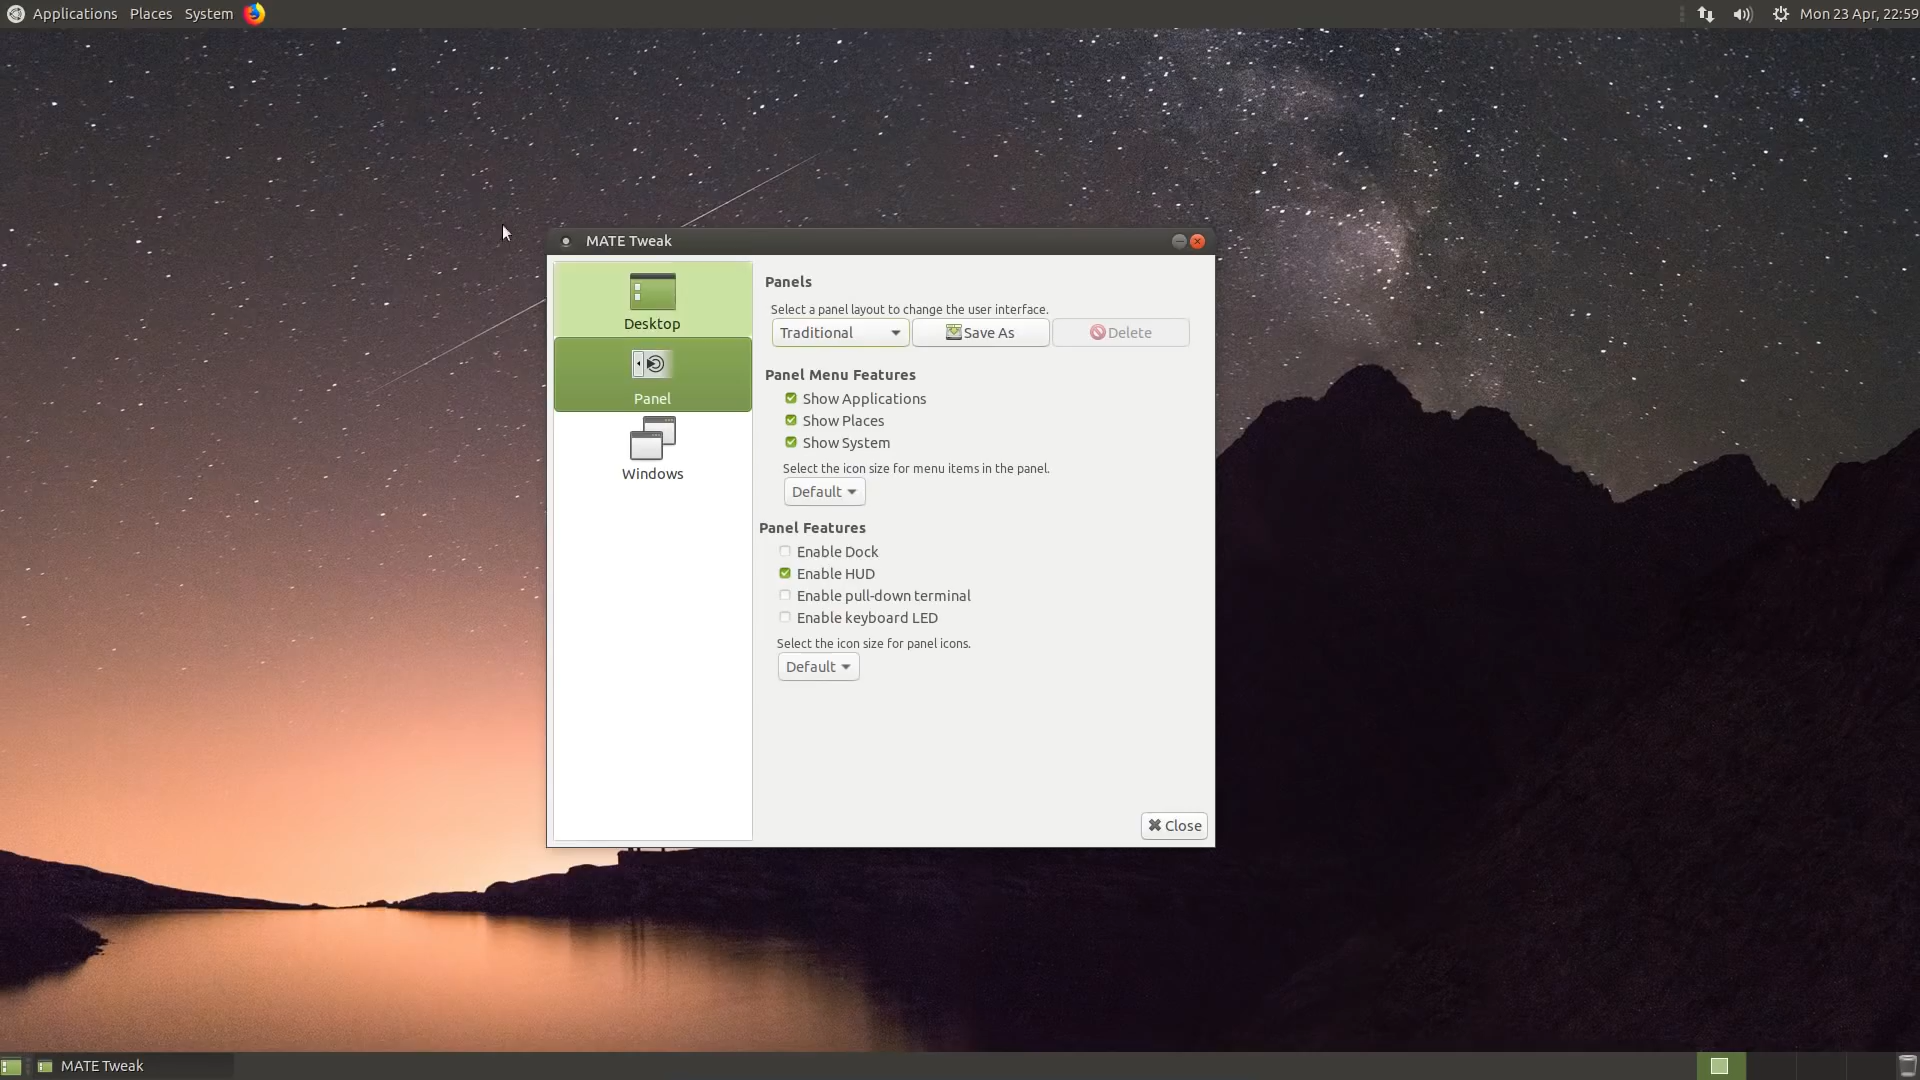 Applications Places System Mon 23 Apr, 22:59
MATE Tweak
Desktop
Panel
Windows
Panels
Select a panel layout to change the user interface.
Traditional Save As Delete
Panel Menu Features
Show Applications
Show Places
Show System
Select the icon size for menu items in the panel.
Default
Panel Features
Enable Dock
Enable HUD
Enable pull-down terminal
Enable keyboard LED
Select the icon size for panel icons.
Default
Close
MATE Tweak